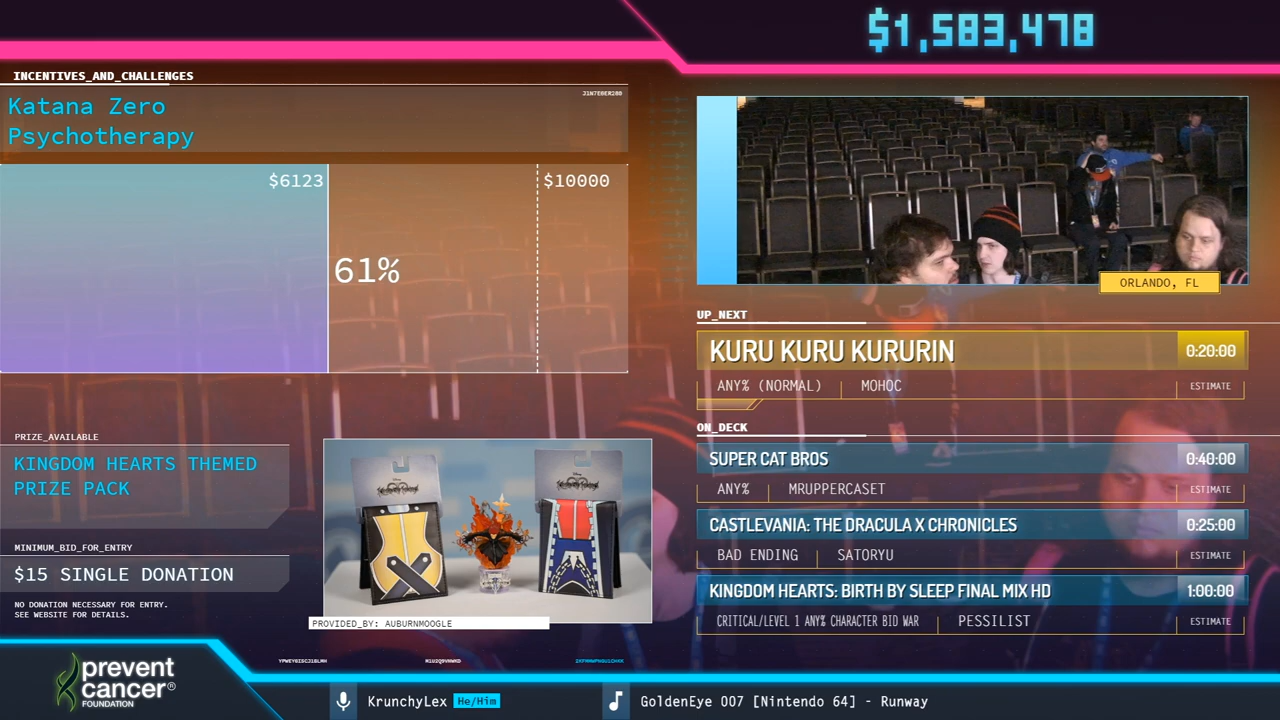 $1,583,478
INCENTIVES_AND_CHALLENGES
Katana Zero
Psychotherapy
$6123
$10000
61%
ORLANDO, FL
UP_NEXT
KURU KURU KURURIN
0:20:00
ANY% (NORMAL)
MOHOC
ESTIMATE
ON_DECK
SUPER CAT BROS
0:40:00
ANY%
MRUPPERCASET
ESTIMATE
CASTLEVANIA: THE DRACULA X CHRONICLES
0:25:00
BAD ENDING
SATORYU
ESTIMATE
KINGDOM HEARTS: BIRTH BY SLEEP FINAL MIX HD
1:00:00
CRITICAL/LEVEL 1 ANY% CHARACTER BID WAR
PESSILIST
ESTIMATE
PRIZE_AVAILABLE
KINGDOM HEARTS THEMED
PRIZE PACK
MINIMUM_BID_FOR_ENTRY
$15 SINGLE DONATION
NO DONATION NECESSARY FOR ENTRY.
SEE WEBSITE FOR DETAILS.
PROVIDED_BY: AUBURNMOOGLE
prevent
cancer®
FOUNDATION
KrunchyLex He/Him
GoldenEye 007 [Nintendo 64] - Runway